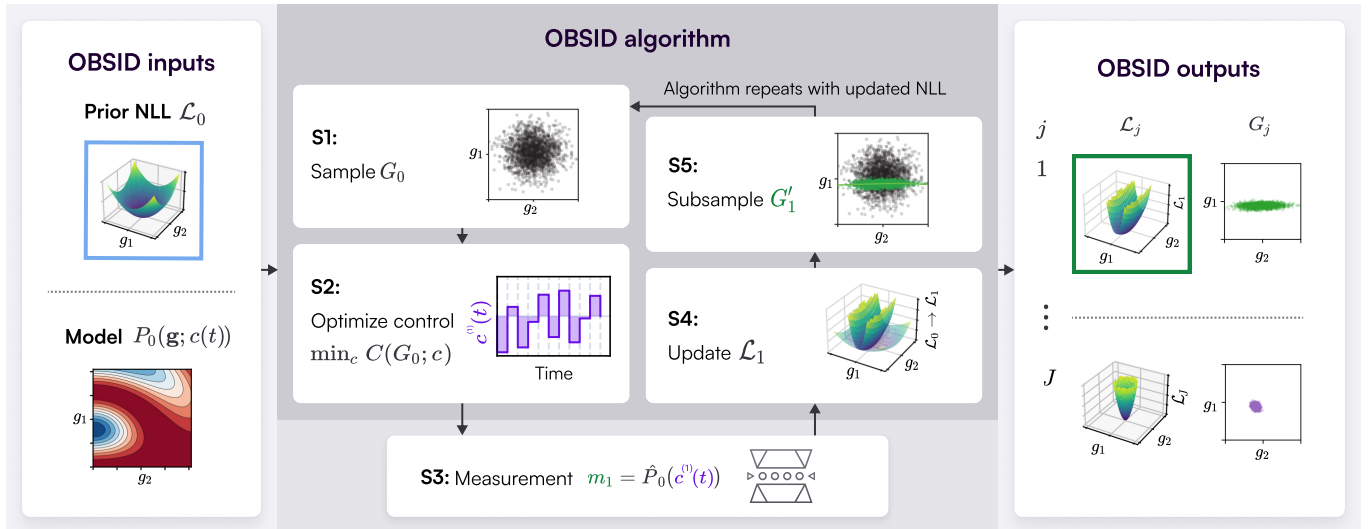 OBSID inputs
Prior NLL ℒ₀
g₁
g₂
Model P₀(g; c(t))
g₁
g₂
OBSID algorithm
Algorithm repeats with updated NLL
S1:
Sample G₀
g₁
g₂
S2:
Optimize control
min_c C(G₀; c)
c⁽¹⁾(t)
Time
S3: Measurement m₁ = P̂₀(c⁽¹⁾(t))
S4:
Update ℒ₁
g₁
g₂
ℒ₀ → ℒ₁
S5:
Subsample G′₁
g₁
g₂
OBSID outputs
j ℒⱼ Gⱼ
1
g₁
g₂
ℒ₁
g₁
g₂
⋮
J
g₁
g₂
ℒ_J
g₁
g₂